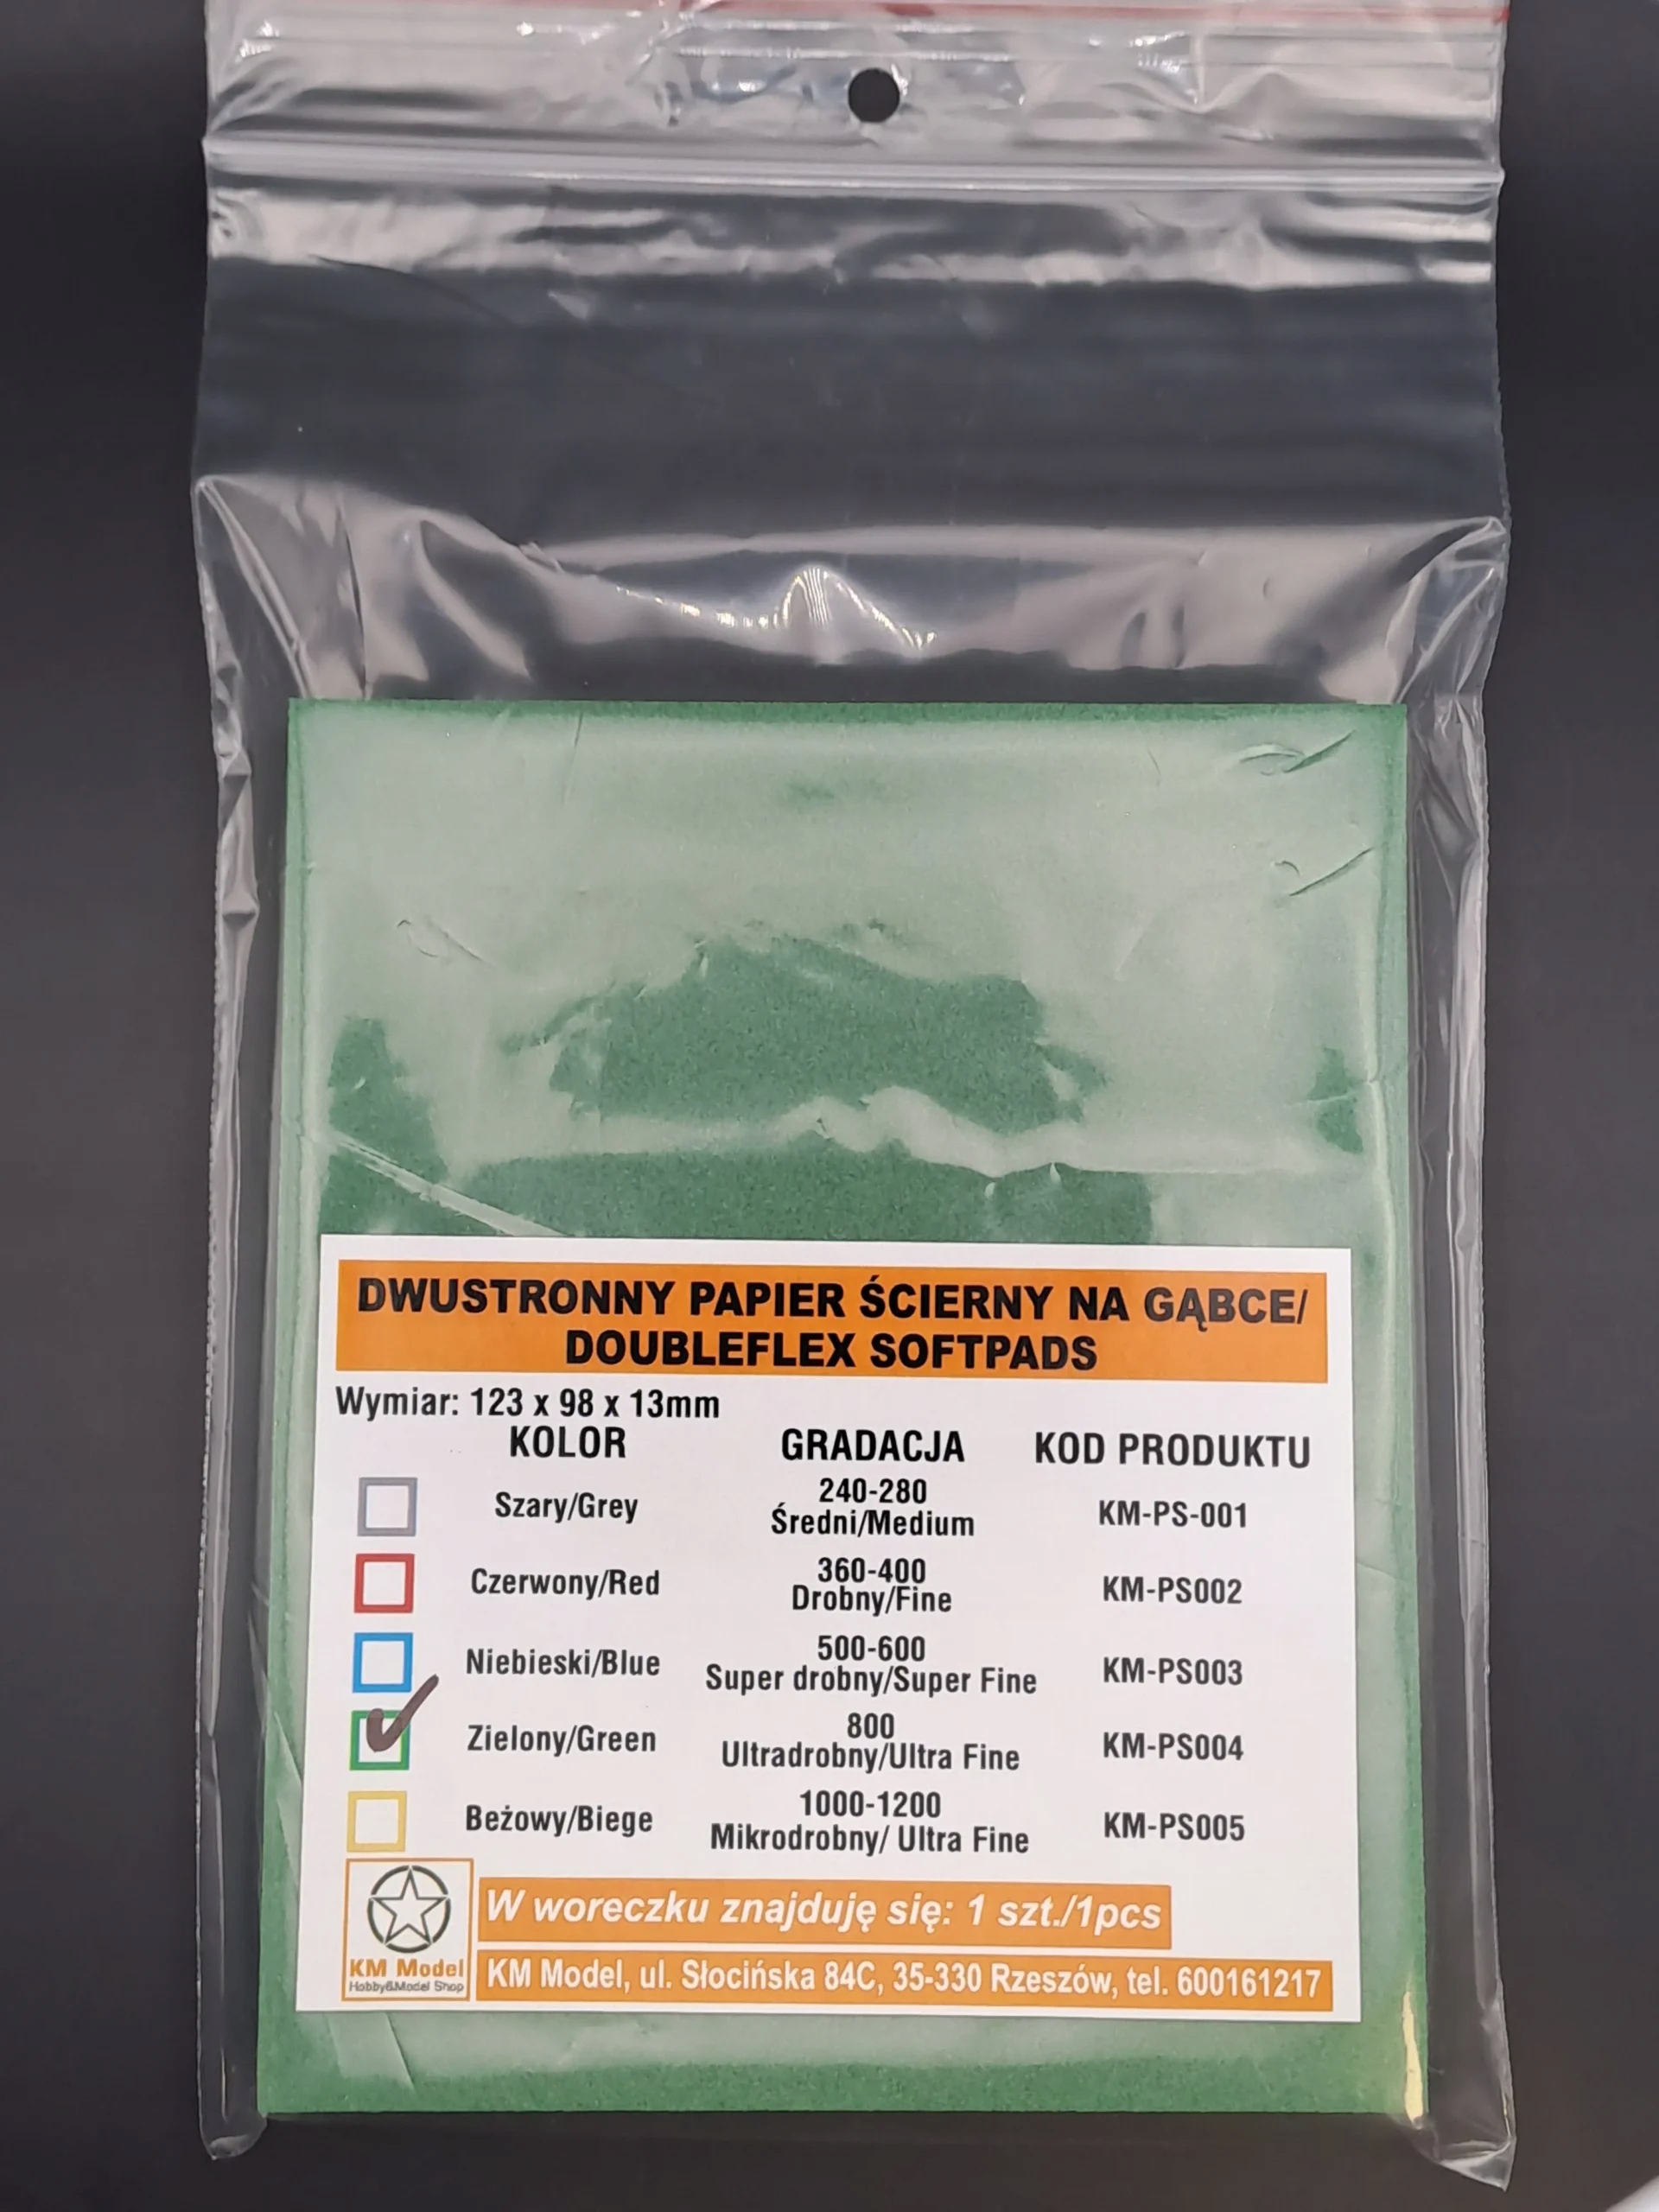 DWUSTRONNY PAPIER ŚCIERNY NA GĄBCE/
DOUBLEFLEX SOFTPADS
Wymiar: 123 x 98 x 13mm
KOLOR GRADACJA KOD PRODUKTU
Szary/Grey 240-280 KM-PS-001
Średni/Medium
Czerwony/Red 360-400 KM-PS002
Drobny/Fine
Niebieski/Blue 500-600 KM-PS003
Super drobny/Super Fine
Zielony/Green 800 KM-PS004
Ultradrobny/Ultra Fine
Beżowy/Biege 1000-1200 KM-PS005
Mikrodrobny/ Ultra Fine
KM Model
Hobby&Model Shop
W woreczku znajduję się: 1 szt./1pcs
KM Model, ul. Słocińska 84C, 35-330 Rzeszów, tel. 600161217